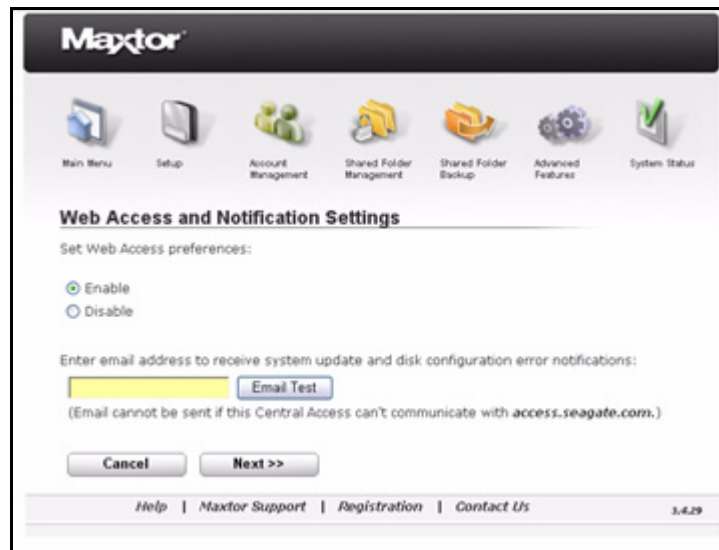 Maxtor
Main Menu
Setup
Account Management
Shared Folder Management
Shared Folder Backup
Advanced Features
System Status
Web Access and Notification Settings
Set Web Access preferences:
Enable
Disable
Enter email address to receive system update and disk configuration error notifications:
Email Test
(Email cannot be sent if this Central Access can't communicate with access.seagate.com.)
Cancel
Next >>
Help | Maxtor Support | Registration | Contact Us
3.4.29